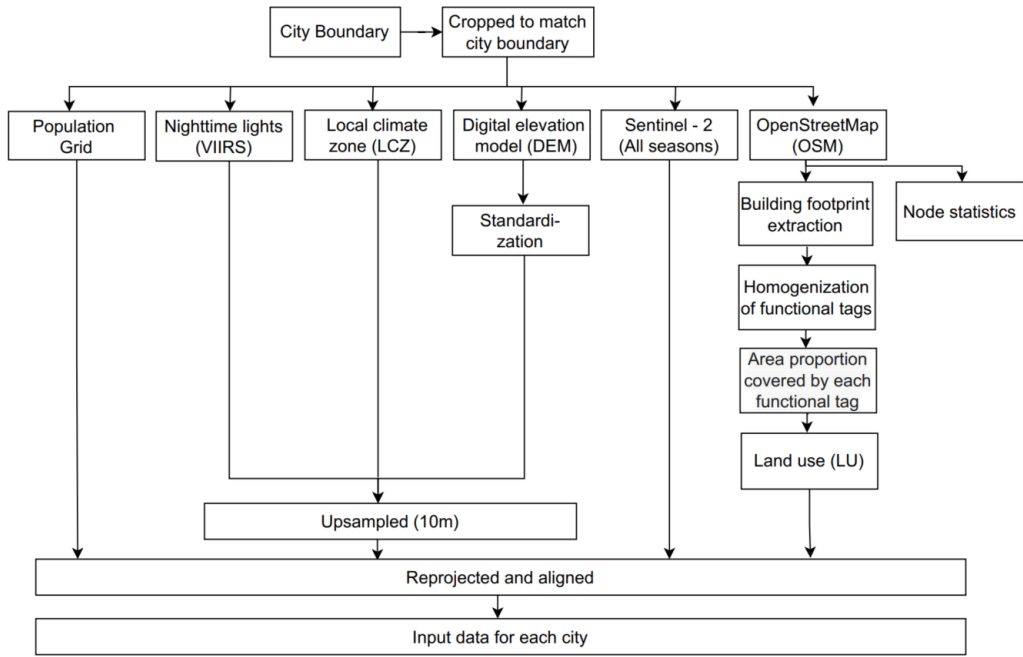 City Boundary
Cropped to match
city boundary
Population
Grid
Nighttime lights
(VIIRS)
Local climate
zone (LCZ)
Digital elevation
model (DEM)
Sentinel - 2
(All seasons)
OpenStreetMap
(OSM)
Standardi-
zation
Building footprint
extraction
Node statistics
Homogenization
of functional tags
Area proportion
covered by each
functional tag
Land use (LU)
Upsampled (10m)
Reprojected and aligned
Input data for each city